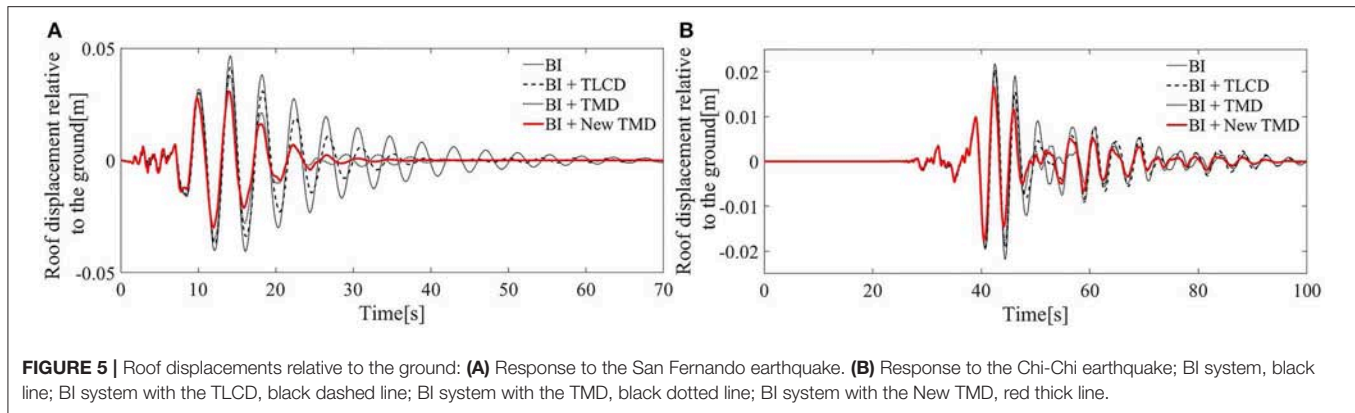 A
Roof displacement relative
to the ground[m]
0.05
0
-0.05
BI
BI + TLCD
BI + TMD
BI + New TMD
0 10 20 30 40 50 60 70
Time[s]
B
Roof displacement relative
to the ground[m]
0.02
0.01
0
-0.01
-0.02
BI
BI + TLCD
BI + TMD
BI + New TMD
0 20 40 60 80 100
Time[s]
FIGURE 5 | Roof displacements relative to the ground: (A) Response to the San Fernando earthquake. (B) Response to the Chi-Chi earthquake; BI system, black
line; BI system with the TLCD, black dashed line; BI system with the TMD, black dotted line; BI system with the New TMD, red thick line.